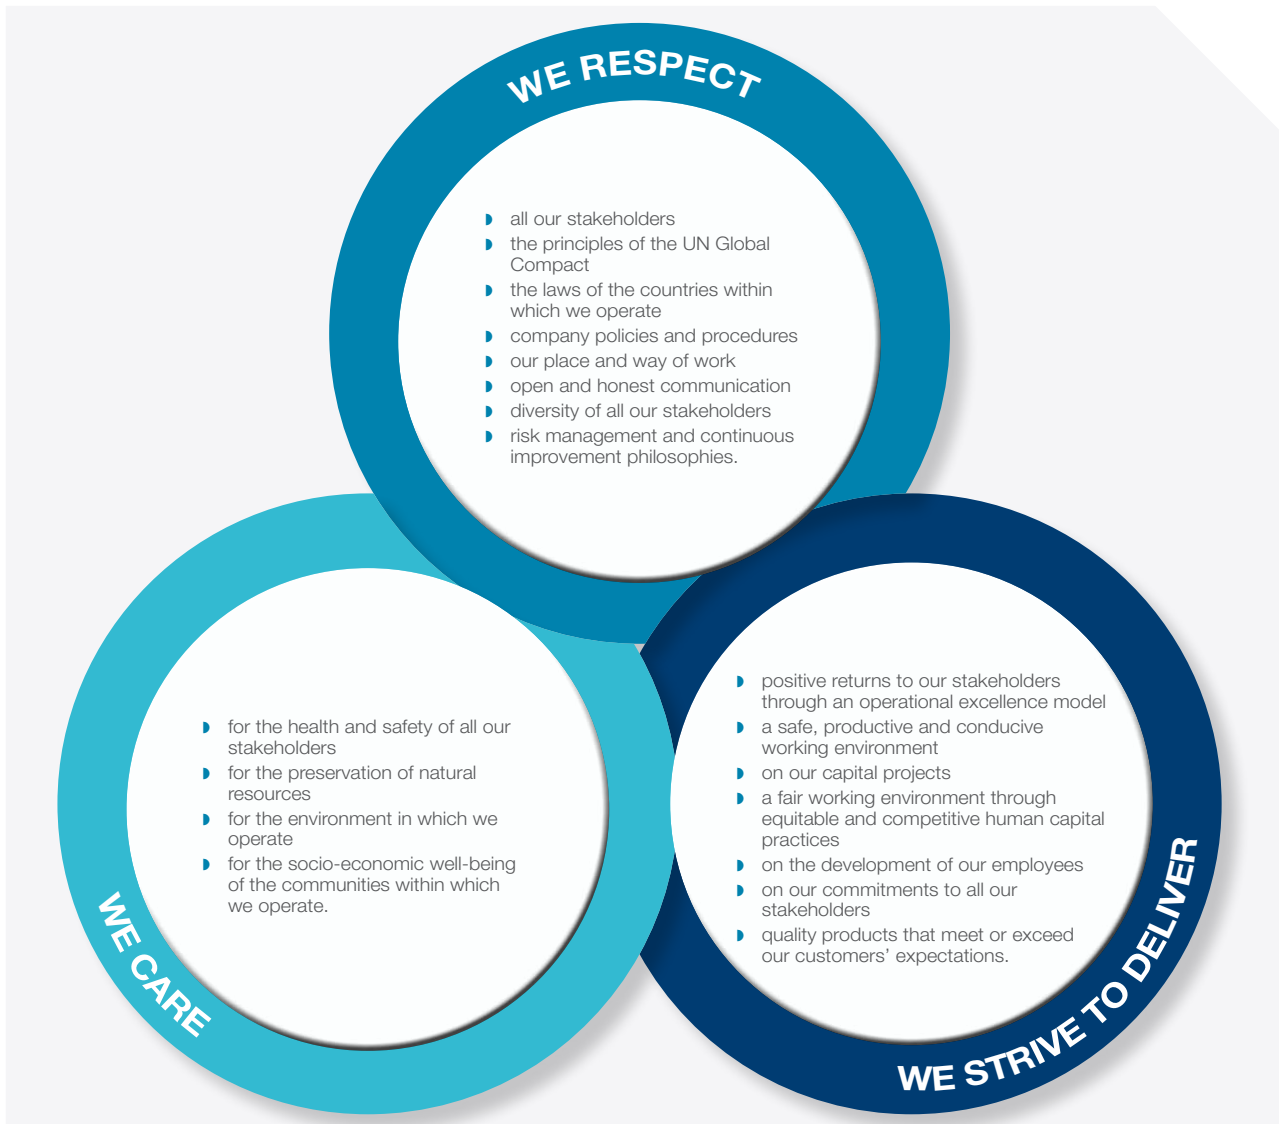 WE RESPECT
all our stakeholders
the principles of the UN Global
Compact
the laws of the countries within
which we operate
company policies and procedures
our place and way of work
open and honest communication
diversity of all our stakeholders
risk management and continuous
improvement philosophies.
WE CARE
for the health and safety of all our
stakeholders
for the preservation of natural
resources
for the environment in which we
operate
for the socio-economic well-being
of the communities within which
we operate.
WE STRIVE TO DELIVER
positive returns to our stakeholders
through an operational excellence model
a safe, productive and conducive
working environment
on our capital projects
a fair working environment through
equitable and competitive human capital
practices
on the development of our employees
on our commitments to all our
stakeholders
quality products that meet or exceed
our customers’ expectations.